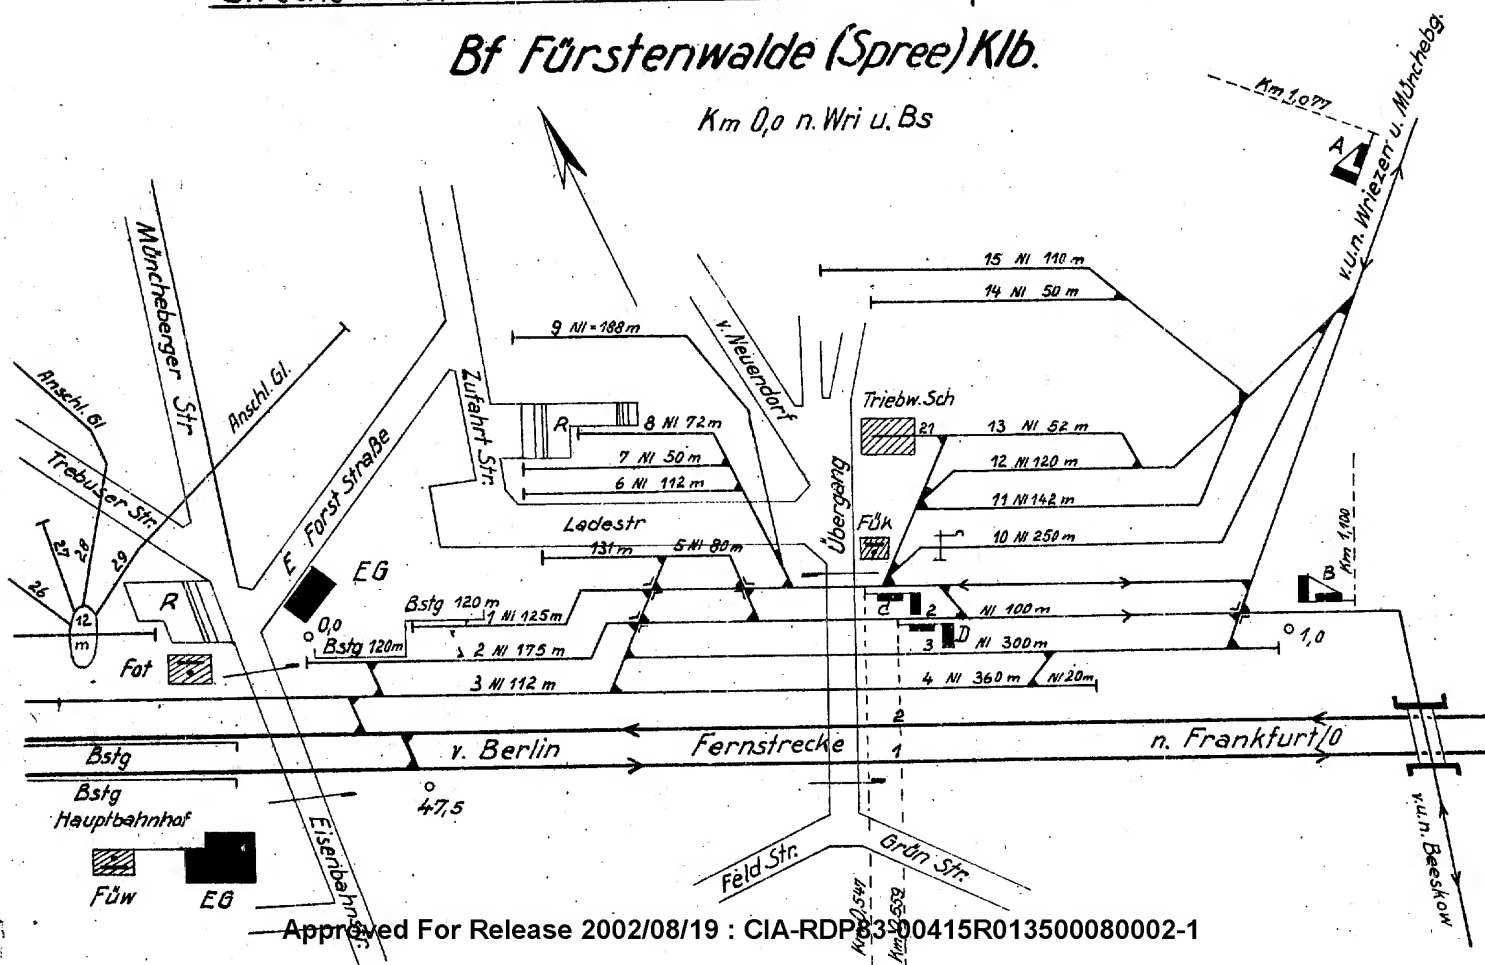 Bf Fürstenwalde (Spree) Klb.
Km 0,0 n. Wri u. Bs
Km 1,077
A
v.u.n. Wriezen u. Müncheberg.
Müncheberger Str
Anschl. Gl
Anschl. Gl.
Trebuser Str.
E Forst Straße
Zufahrt Str.
v. Neuendorf
15 Nl 110 m
14 Nl 50 m
9 Nl = 188 m
Triebw. Sch
R
8 Nl 72 m
21
13 Nl 52 m
7 Nl 50 m
12 Nl 120 m
6 Nl 112 m
11 Nl 142 m
Ladestr
Übergang
Fük
10 Nl 250 m
Km 1,100
27
28
29
26
12
m
R
EG
131 m
5 Nl 80 m
B
Bstg 120 m
1 Nl 125 m
C
2
Nl 100 m
0,0
Bstg 120 m
2 Nl 175 m
D
3
Nl 300 m
1,0
Fot
3 Nl 112 m
4 Nl 360 m
Nl 20 m
2
Bstg
v. Berlin
Fernstrecke
1
n. Frankfurt/O
Bstg
Hauptbahnhof
47,5
Füw
EG
Eisenbahnstr.
Feld Str.
Grün Str.
v.u.n. Beeskow
Km 0,547
Km 0,559
Approved For Release 2002/08/19 : CIA-RDP83-00415R013500080002-1